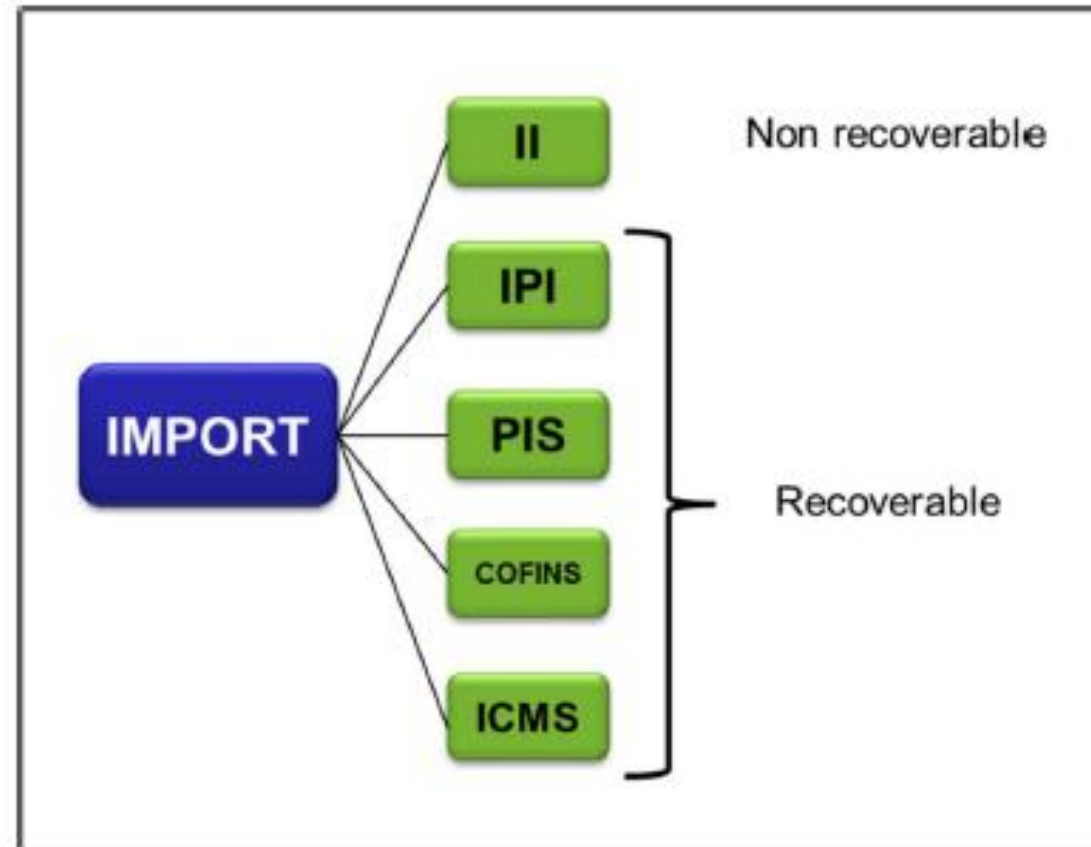 II
Non recoverable
IPI
IMPORT
PIS
Recoverable
COFINS
ICMS